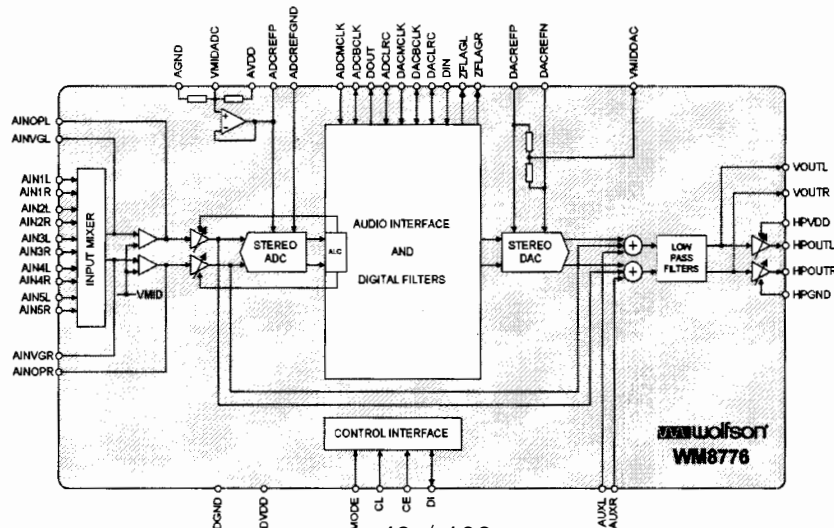 AGND
VMIDADC
AVDD
ADCREFP
ADCREFGND
ADCMCLK
ADCBCLK
DOUT
ADCLRC
DACMCLK
DACBCLK
DACLRC
DIN
ZFLAGL
ZFLAGR
DACREFP
DACREFN
VMIDDAC
AINOPL
AINVGL
AIN1L
AIN1R
AIN2L
AIN2R
AIN3L
AIN3R
AIN4L
AIN4R
AIN5L
AIN5R
AINVGR
AINOPR
INPUT MIXER
VMID
STEREO
ADC
ALC
AUDIO INTERFACE
AND
DIGITAL FILTERS
STEREO
DAC
LOW
PASS
FILTERS
VOUTL
VOUTR
HPVDD
HPOUTL
HPOUTR
HPGND
CONTROL INTERFACE
wolfson
WM8776
DGND
DVDD
MODE
CL
CE
DI
AUXL
AUXR